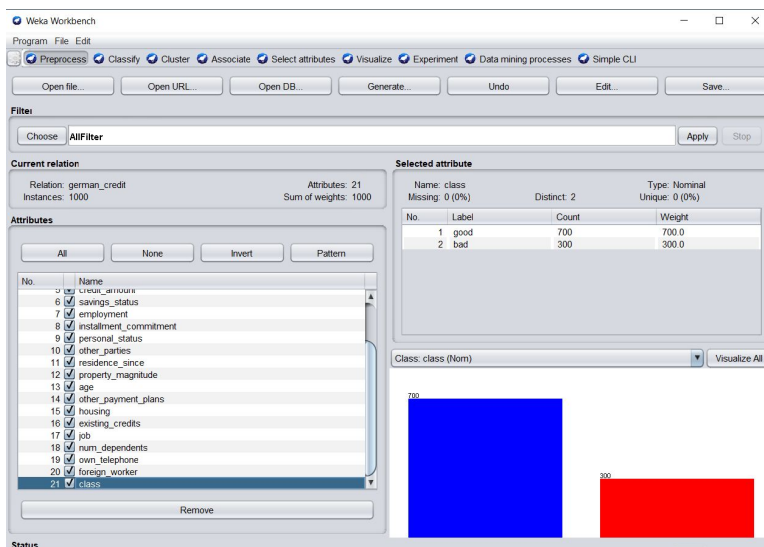 Weka Workbench
Program File Edit
Preprocess Classify Cluster Associate Select attributes Visualize Experiment Data mining processes Simple CLI
Open file... Open URL... Open DB... Generate... Undo Edit... Save...
Filter
Choose AllFilter Apply Stop
Current relation
Relation: german_credit Attributes: 21
Instances: 1000 Sum of weights: 1000
Selected attribute
Name: class Type: Nominal
Missing: 0 (0%) Distinct: 2 Unique: 0 (0%)
No. Label Count Weight
1 good 700 700.0
2 bad 300 300.0
Attributes
All None Invert Pattern
No. Name
5 credit_amount
6 savings_status
7 employment
8 installment_commitment
9 personal_status
10 other_parties
11 residence_since
12 property_magnitude
13 age
14 other_payment_plans
15 housing
16 existing_credits
17 job
18 num_dependents
19 own_telephone
20 foreign_worker
21 class
Remove
Class: class (Nom) Visualize All
700
300
Status